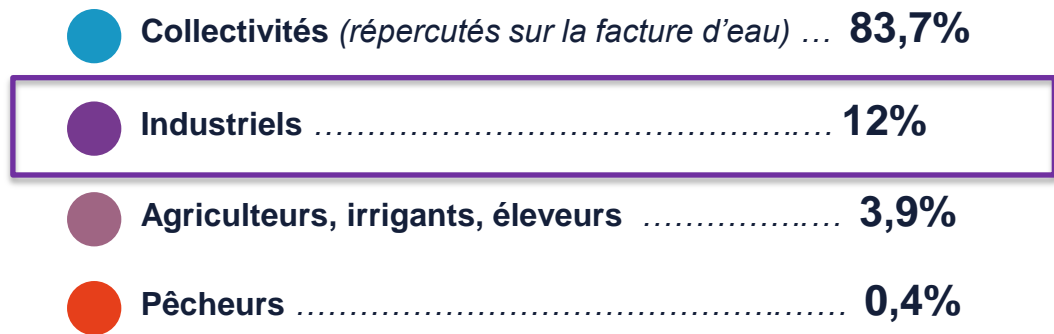 Collectivités (répercutés sur la facture d’eau) … 83,7%
Industriels ………………………………………..… 12%
Agriculteurs, irrigants, éleveurs ……………..… 3,9%
Pêcheurs ……………………………………..…… 0,4%